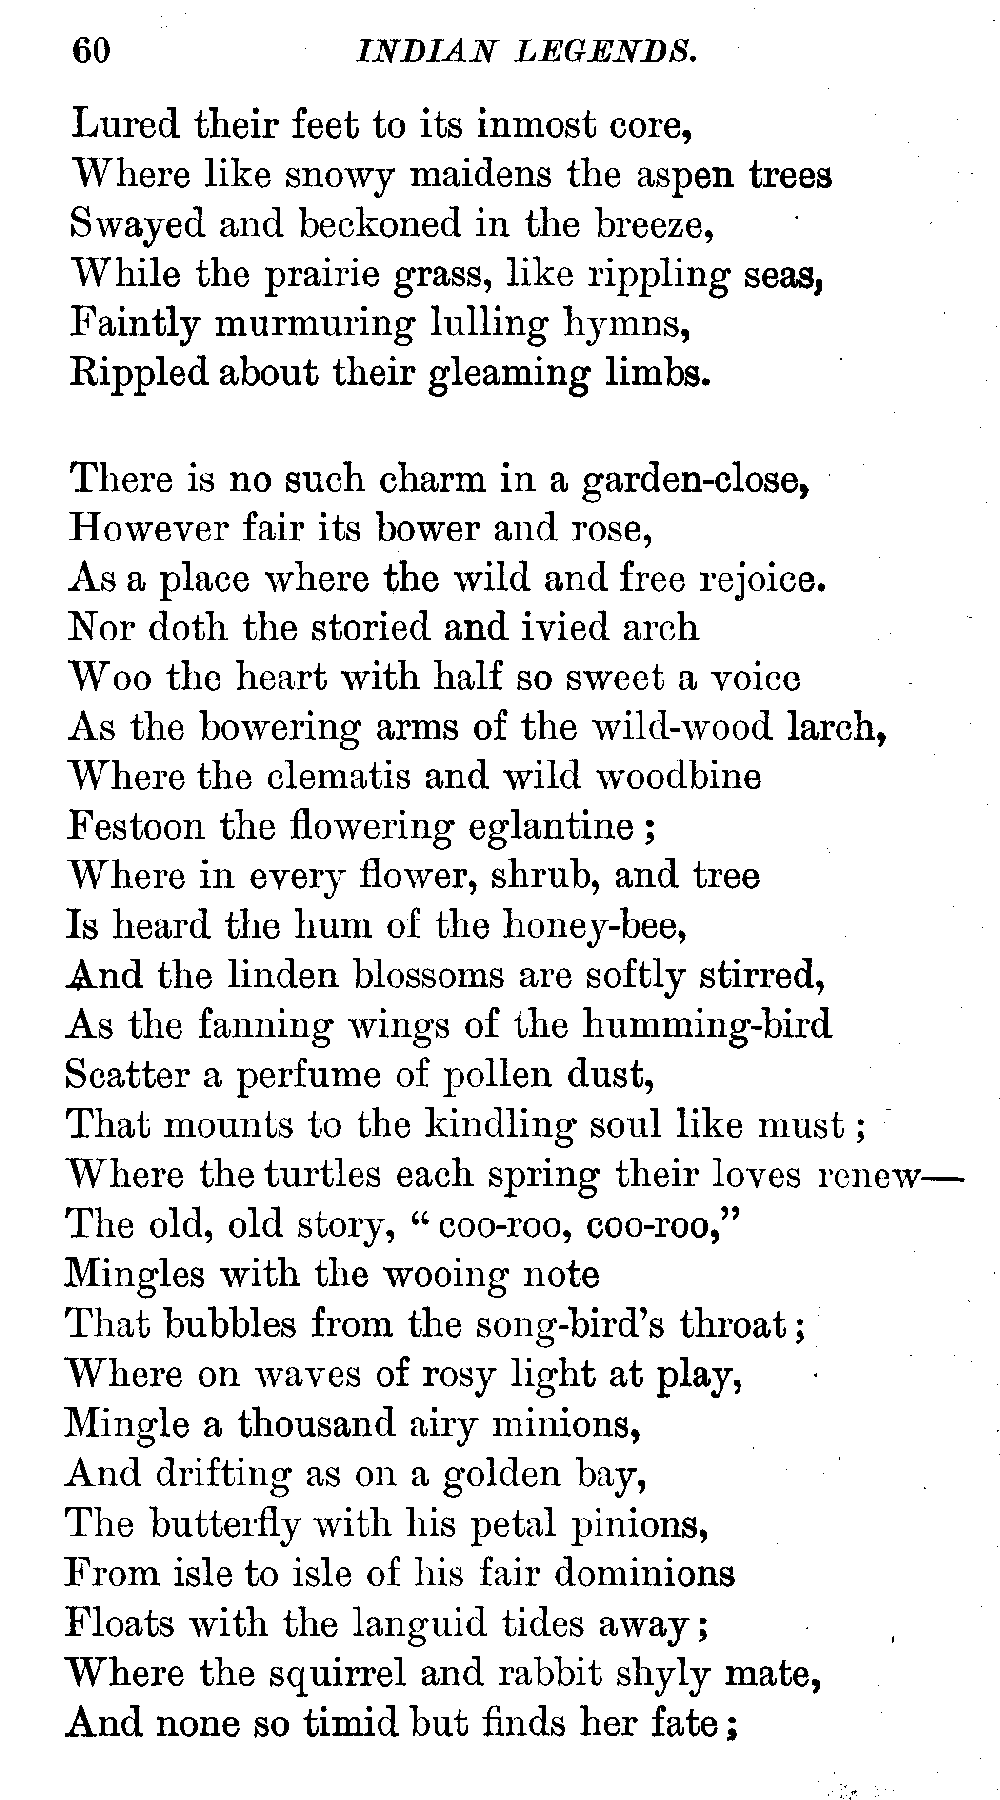 60 INDIAN LEGENDS.
Lured their feet to its inmost core,
Where like snowy maidens the aspen trees
Swayed and beckoned in the breeze,
While the prairie grass, like rippling seas,
Faintly murmuring lulling hymns,
Rippled about their gleaming limbs.
There is no such charm in a garden-close,
However fair its bower and rose,
As a place where the wild and free rejoice.
Nor doth the storied and ivied arch
Woo the heart with half so sweet a voice
As the bowering arms of the wild-wood larch,
Where the clematis and wild woodbine
Festoon the flowering eglantine ;
Where in every flower, shrub, and tree
Is heard the hum of the honey-bee,
And the linden blossoms are softly stirred,
As the fanning wings of the humming-bird
Scatter a perfume of pollen dust,
That mounts to the kindling soul like must ;
Where the turtles each spring their loves renew—
The old, old story, “ coo-roo, coo-roo,”
Mingles with the wooing note
That bubbles from the song-bird's throat ;
Where on waves of rosy light at play,
Mingle a thousand airy minions,
And drifting as on a golden bay,
The butterfly with his petal pinions,
From isle to isle of his fair dominions
Floats with the languid tides away ;
Where the squirrel and rabbit shyly mate,
And none so timid but finds her fate ;